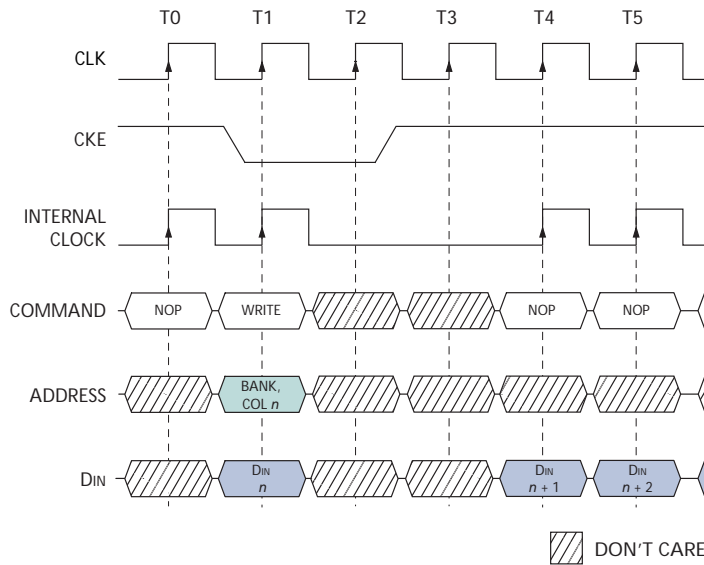 T0 T1 T2 T3 T4 T5
CLK
CKE
INTERNAL
CLOCK
COMMAND NOP WRITE NOP NOP
ADDRESS BANK,
COL n
DIN DIN
n DIN
n + 1 DIN
n + 2
DON'T CARE